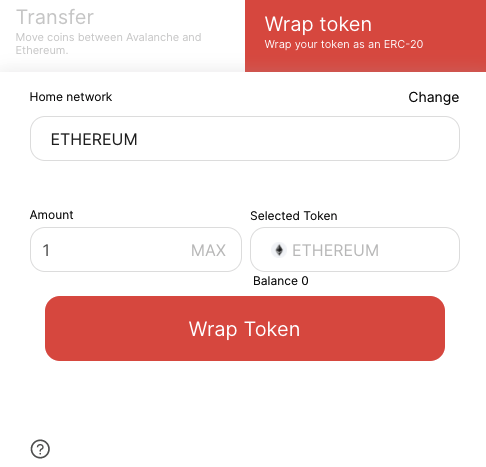 Transfer
Move coins between Avalanche and
Ethereum.
Wrap token
Wrap your token as an ERC-20
Home network
Change
ETHEREUM
Amount
Selected Token
1
MAX
ETHEREUM
Balance 0
Wrap Token
?